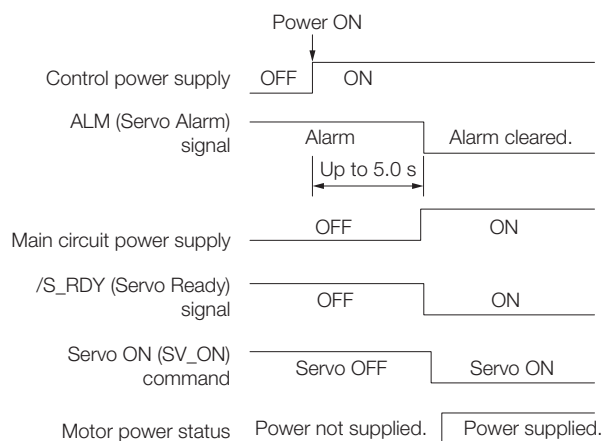 Power ON
Control power supply
OFF
ON
ALM (Servo Alarm)
signal
Alarm
Alarm cleared.
Up to 5.0 s
Main circuit power supply
OFF
ON
/S_RDY (Servo Ready)
signal
OFF
ON
Servo ON (SV_ON)
command
Servo OFF
Servo ON
Motor power status
Power not supplied.
Power supplied.